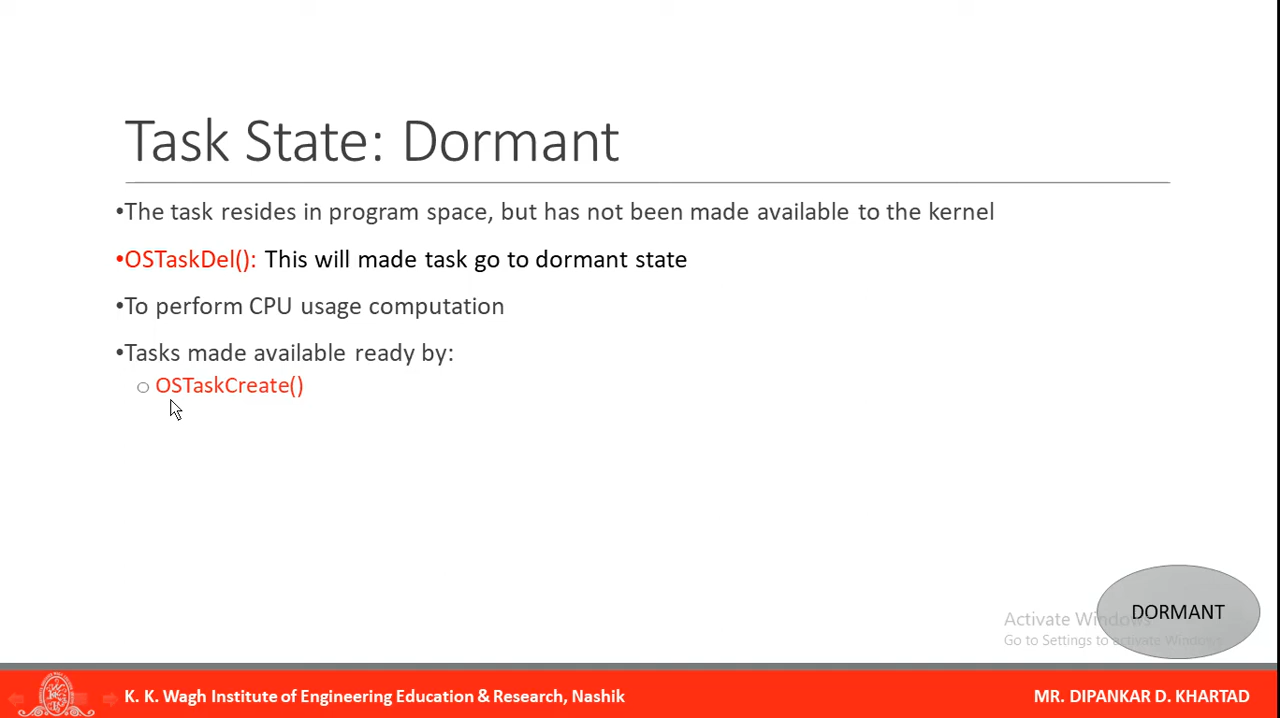 Task State: Dormant
•The task resides in program space, but has not been made available to the kernel
•OSTaskDel(): This will made task go to dormant state
•To perform CPU usage computation
•Tasks made available ready by:
○ OSTaskCreate()
DORMANT
Activate Windows
Go to Settings to activate Windows.
K. K. Wagh Institute of Engineering Education & Research, Nashik
MR. DIPANKAR D. KHARTAD